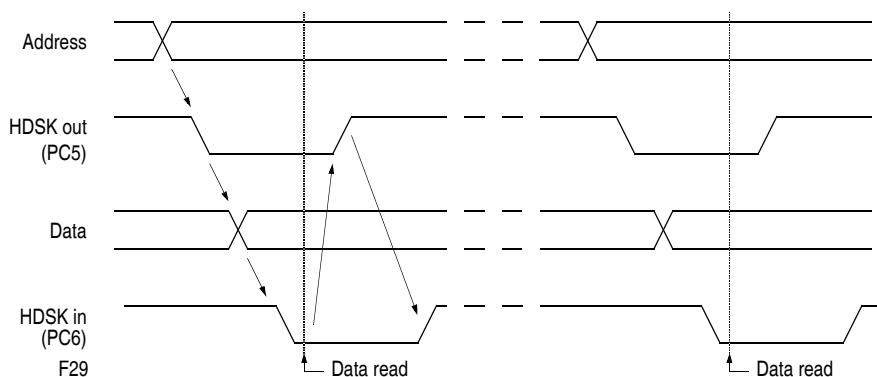 Address
HDSK out
(PC5)
Data
HDSK in
(PC6)
F29
Data read
Data read